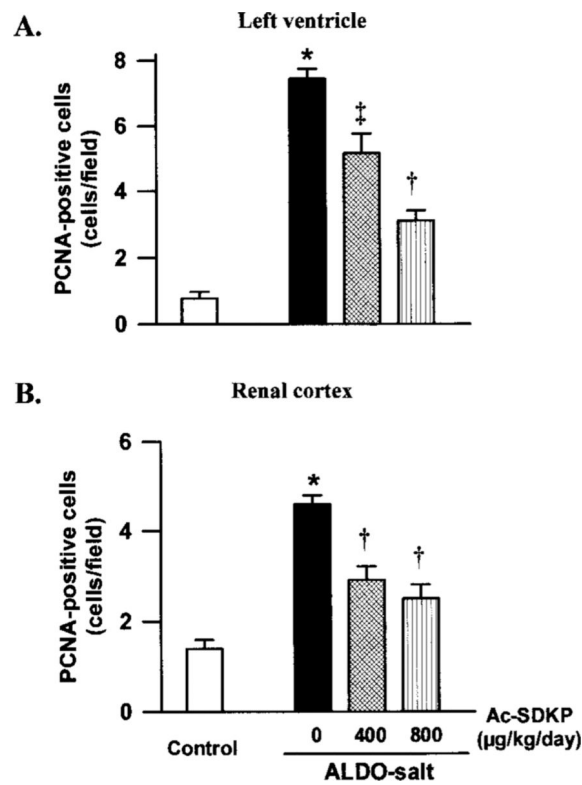 A.
Left ventricle
PCNA-positive cells
(cells/field)
8
6
4
2
0
*
‡
†
B.
Renal cortex
PCNA-positive cells
(cells/field)
6
4
2
0
*
†
†
Control
0
400
800
Ac-SDKP
(μg/kg/day)
ALDO-salt